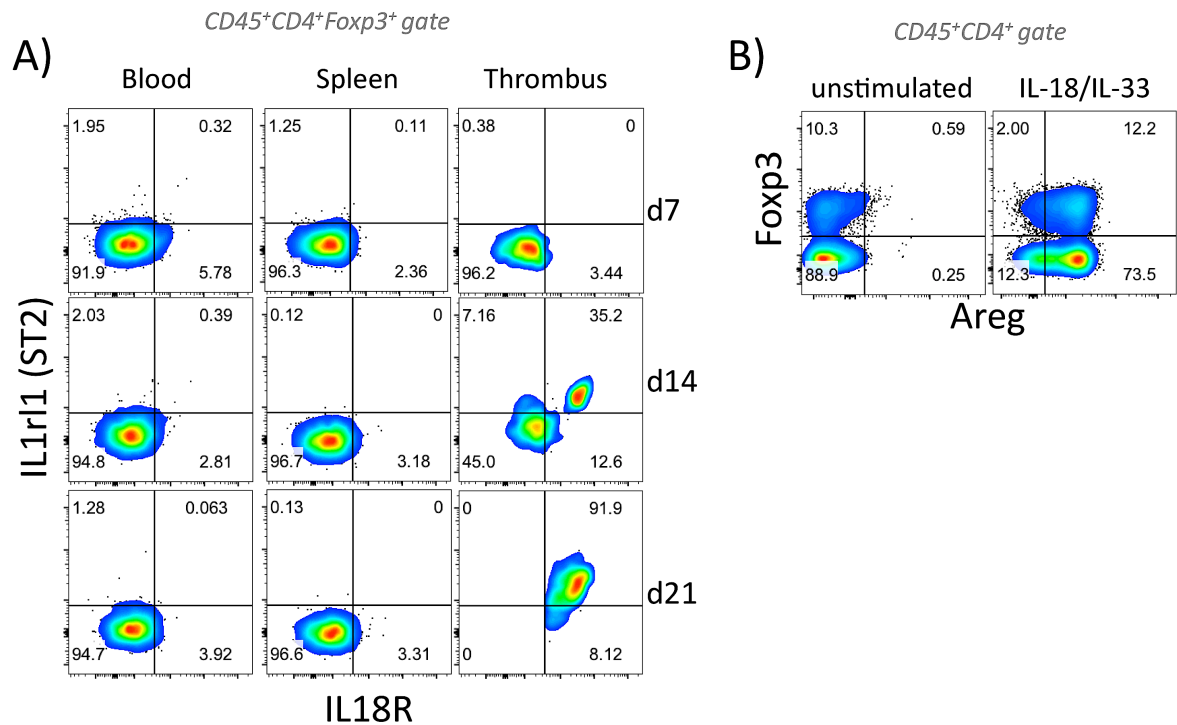 CD45+CD4+Foxp3+ gate
A)
Blood
Spleen
Thrombus
1.95
0.32
91.9
5.78
1.25
0.11
96.3
2.36
0.38
0
96.2
3.44
d7
2.03
0.39
94.8
2.81
0.12
0
96.7
3.18
7.16
35.2
45.0
12.6
d14
1.28
0.063
94.7
3.92
0.13
0
96.6
3.31
0
91.9
0
8.12
d21
IL1rl1 (ST2)
IL18R
CD45+CD4+ gate
B)
unstimulated
IL-18/IL-33
10.3
0.59
88.9
0.25
2.00
12.2
12.3
73.5
Foxp3
Areg